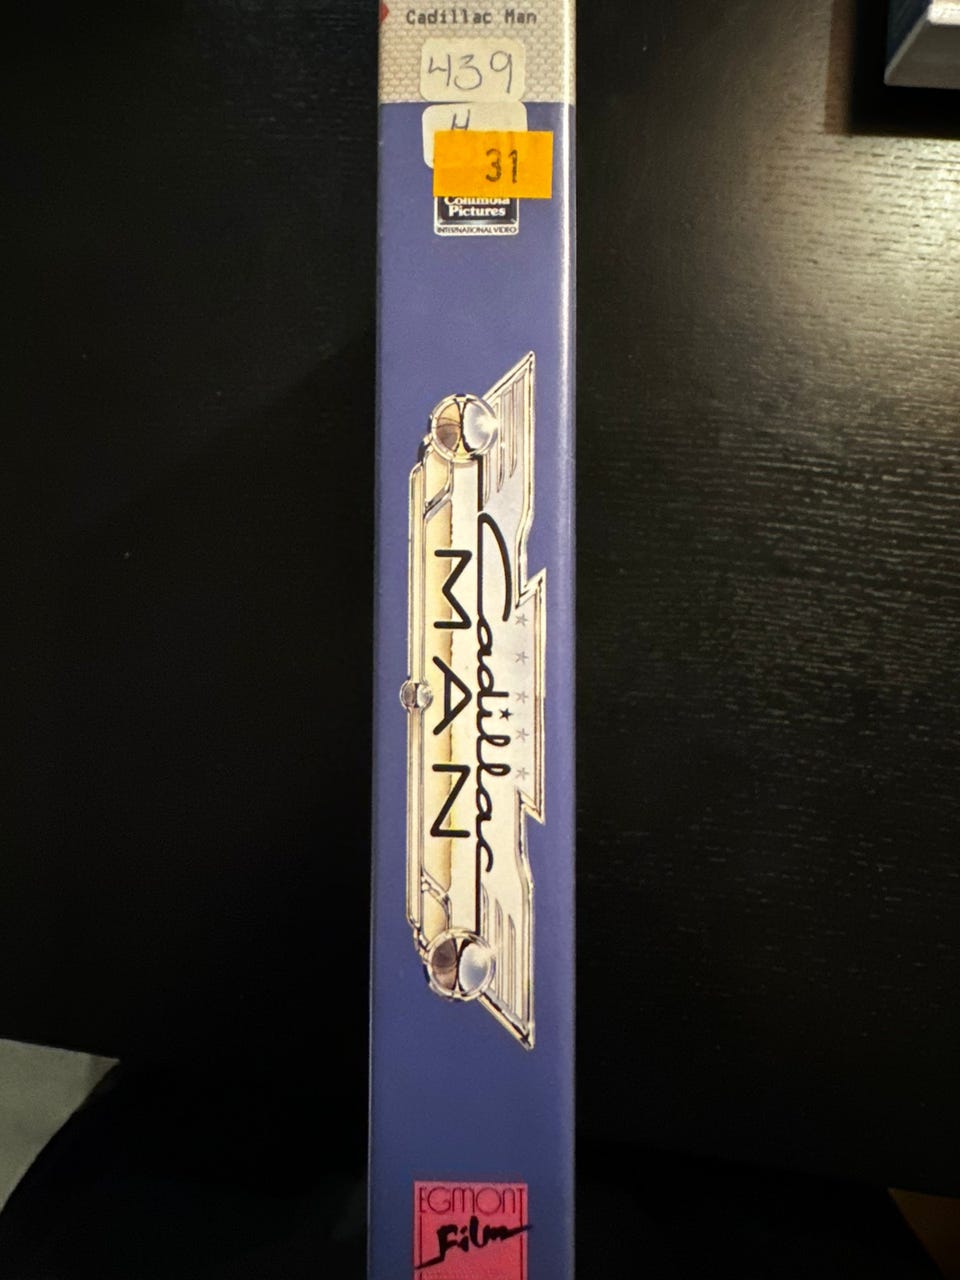 Cadillac Man
439
H
31
Columbia
Pictures
INTERNATIONAL VIDEO
Cadillac
MAN
EGMONT
Film